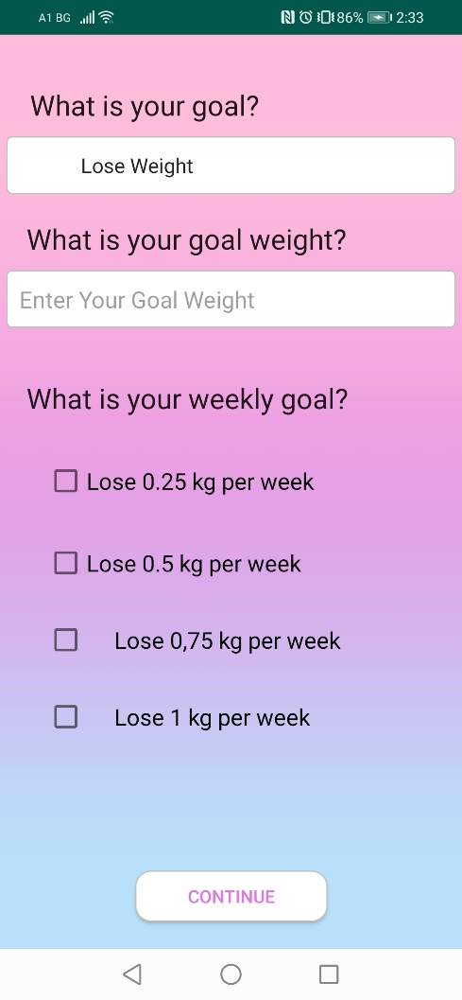 A1 BG 86% 2:33
What is your goal?
Lose Weight
What is your goal weight?
Enter Your Goal Weight
What is your weekly goal?
Lose 0.25 kg per week
Lose 0.5 kg per week
Lose 0,75 kg per week
Lose 1 kg per week
CONTINUE